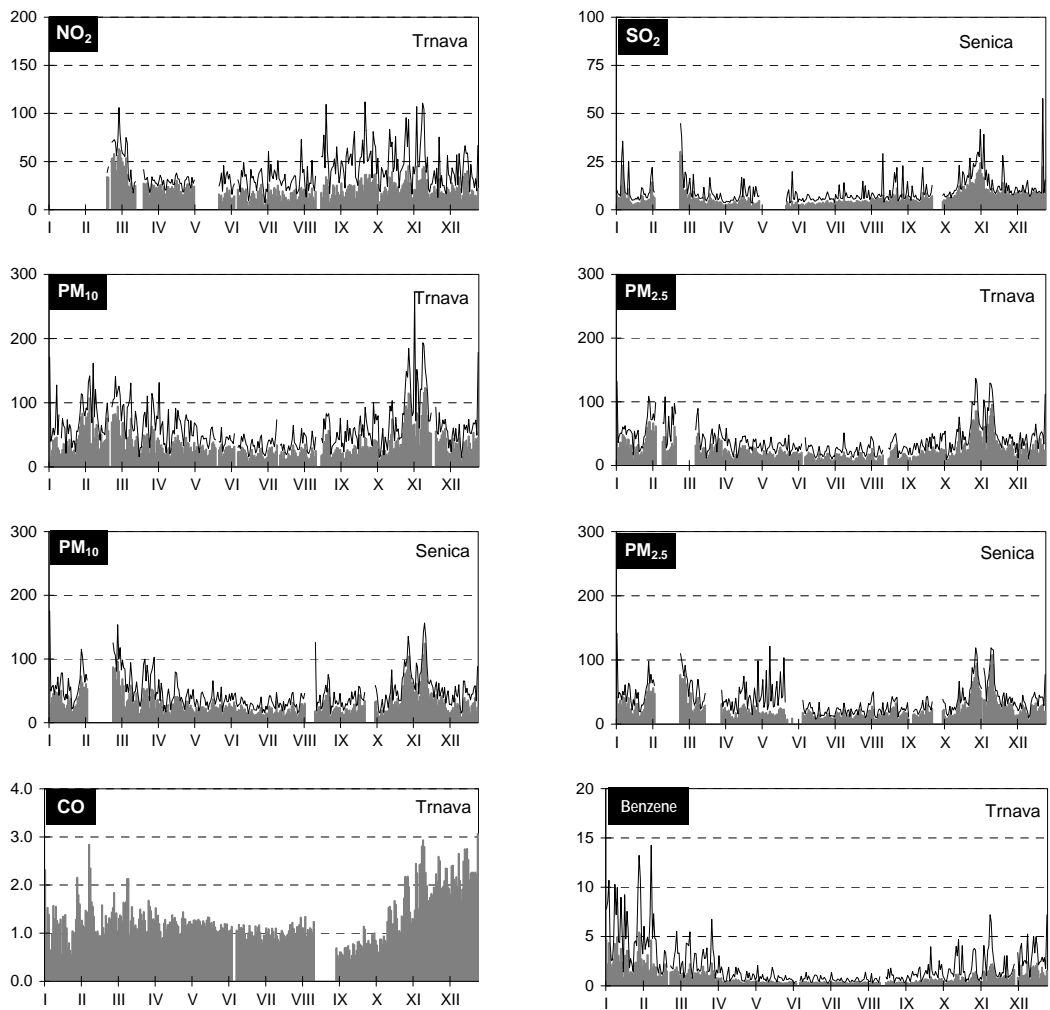 NO₂
Trnava
200
150
100
50
0
I II III IV V VI VII VIII IX X XI XII
SO₂
Senica
100
75
50
25
0
I II III IV V VI VII VIII IX X XI XII
PM₁₀
Trnava
300
200
100
0
I II III IV V VI VII VIII IX X XI XII
PM₂.₅
Trnava
300
200
100
0
I II III IV V VI VII VIII IX X XI XII
PM₁₀
Senica
300
200
100
0
I II III IV V VI VII VIII IX X XI XII
PM₂.₅
Senica
300
200
100
0
I II III IV V VI VII VIII IX X XI XII
CO
Trnava
4.0
3.0
2.0
1.0
0.0
I II III IV V VI VII VIII IX X XI XII
Benzene
Trnava
20
15
10
5
0
I II III IV V VI VII VIII IX X XI XII